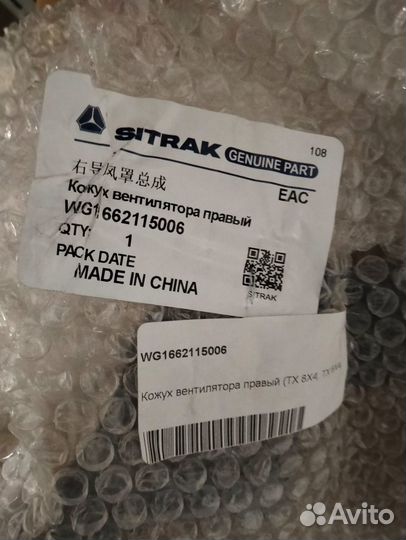 SITRAK GENUINE PART
108
右导风罩总成
Кожух вентилятора правый
EAC
WG1662115006
QTY: 1
PACK DATE
MADE IN CHINA
SITRAK
WG1662115006
Кожух вентилятора правый (TX 8X4, TX
Avito